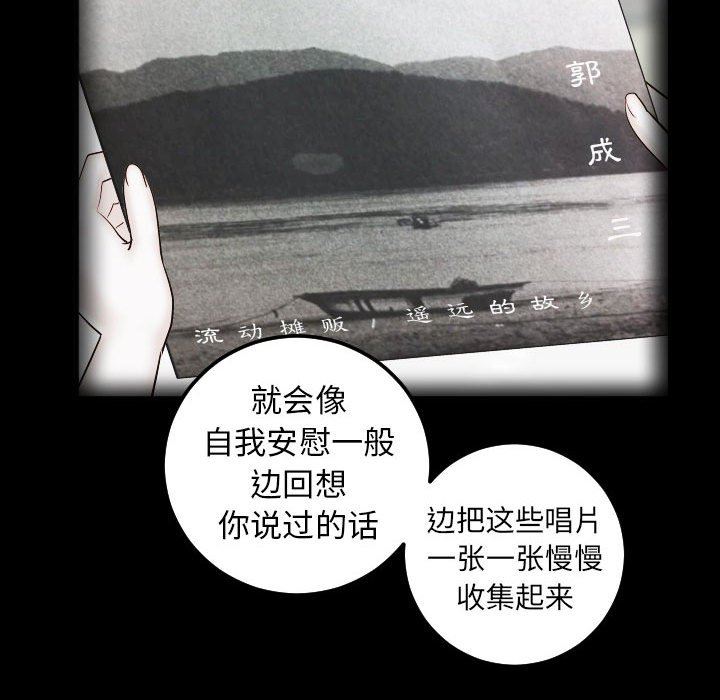 郭成三
流动摊贩/遥远的故乡
就会像
自我安慰一般
边回想
你说过的话
边把这些唱片
一张一张慢慢
收集起来